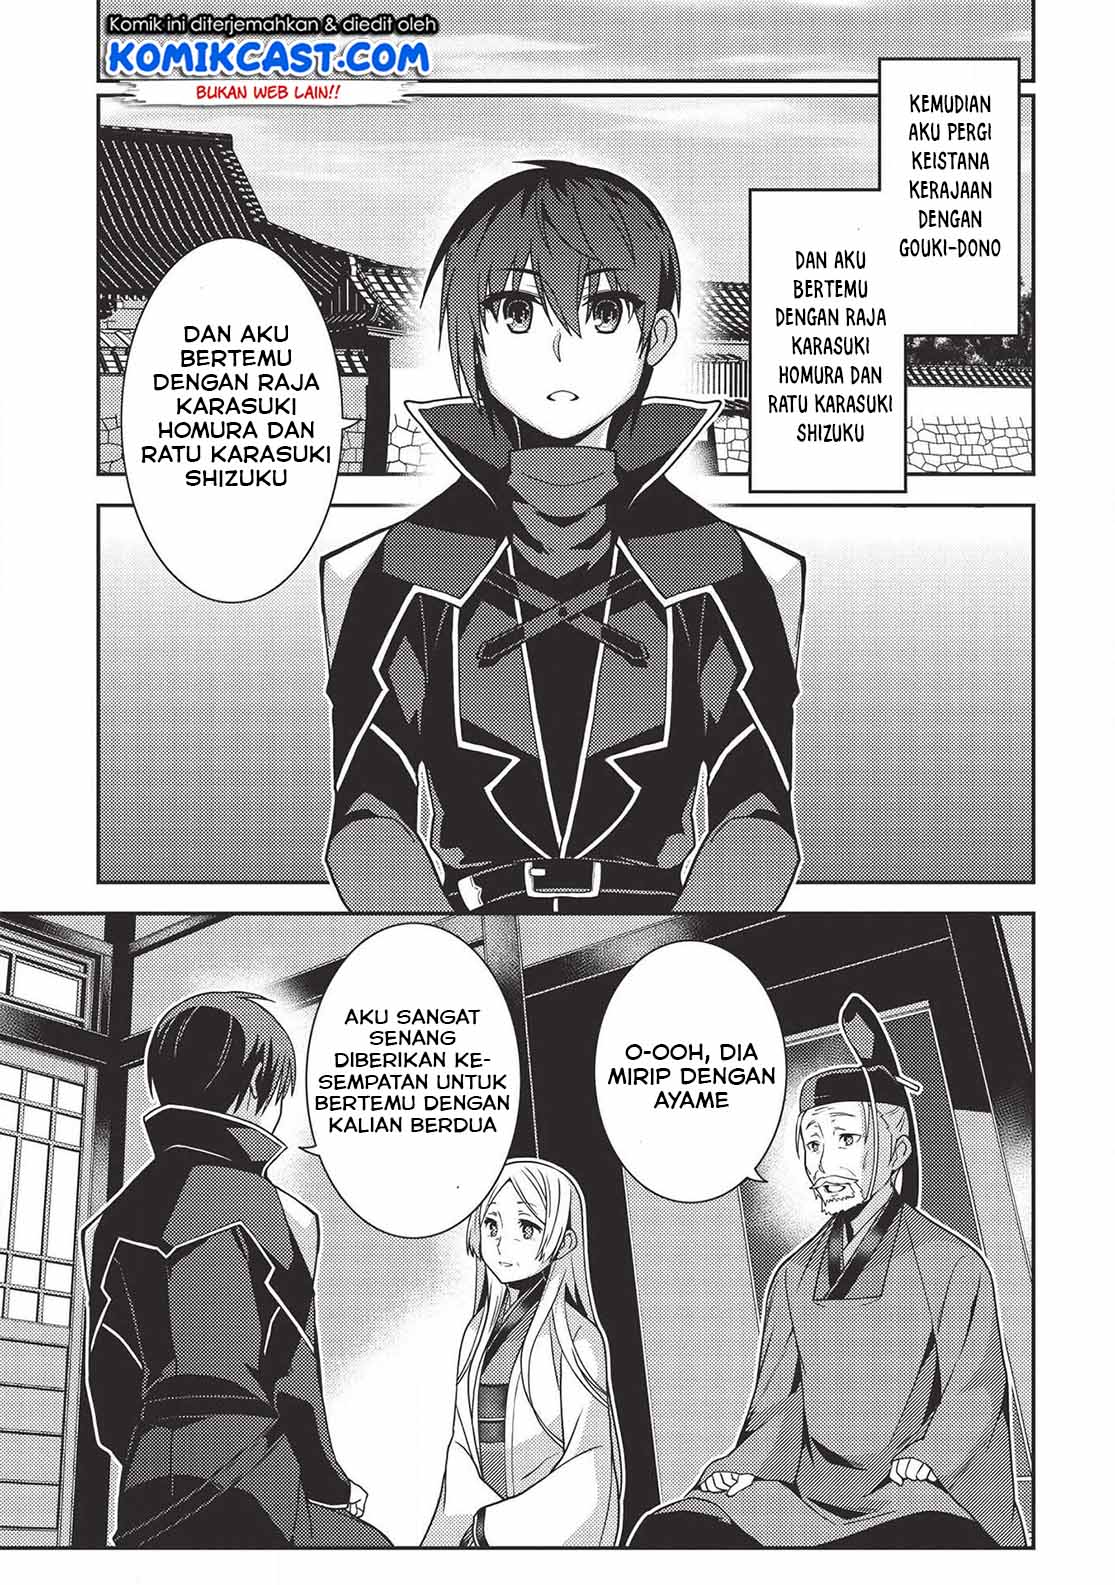 Komik ini diterjemahkan & diedit oleh
KOMIKCAST.COM
BUKAN WEB LAIN!!
KEMUDIAN
AKU PERGI
KEISTANA
KERAJAAN
DENGAN
GOUKI-DONO
DAN AKU
BERTEMU
DENGAN RAJA
KARASUKI
HOMURA DAN
RATU KARASUKI
SHIZUKU
DAN AKU
BERTEMU
DENGAN RAJA
KARASUKI
HOMURA DAN
RATU KARASUKI
SHIZUKU
O-OOH, DIA
MIRIP DENGAN
AYAME
AKU SANGAT
SENANG
DIBERIKAN KE-
SEMPATAN UNTUK
BERTEMU DENGAN
KALIAN BERDUA